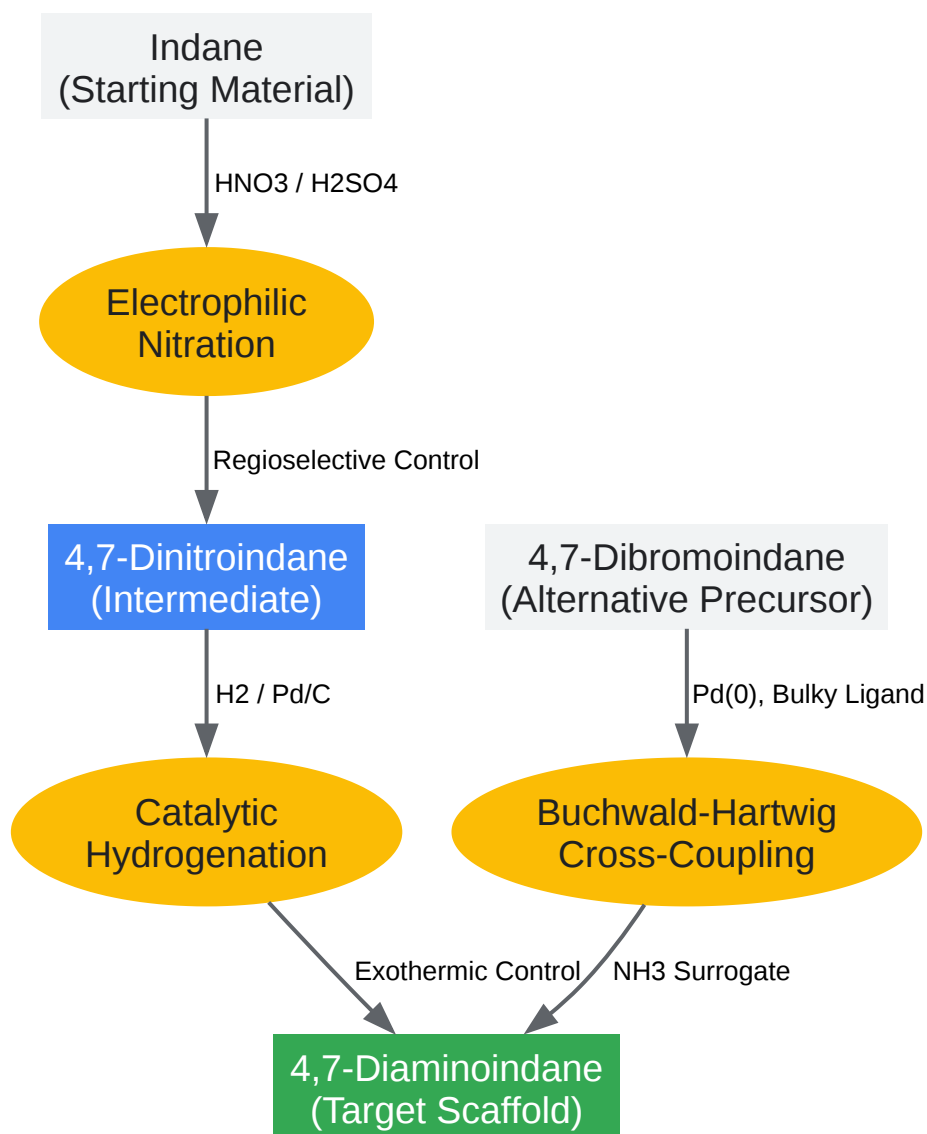 Indane
(Starting Material)
HNO3 / H2SO4
Electrophilic
Nitration
Regioselective Control
4,7-Dinitroindane
(Intermediate)
4,7-Dibromoindane
(Alternative Precursor)
H2 / Pd/C
Pd(0), Bulky Ligand
Catalytic
Hydrogenation
Buchwald-Hartwig
Cross-Coupling
Exothermic Control
NH3 Surrogate
4,7-Diaminoindane
(Target Scaffold)